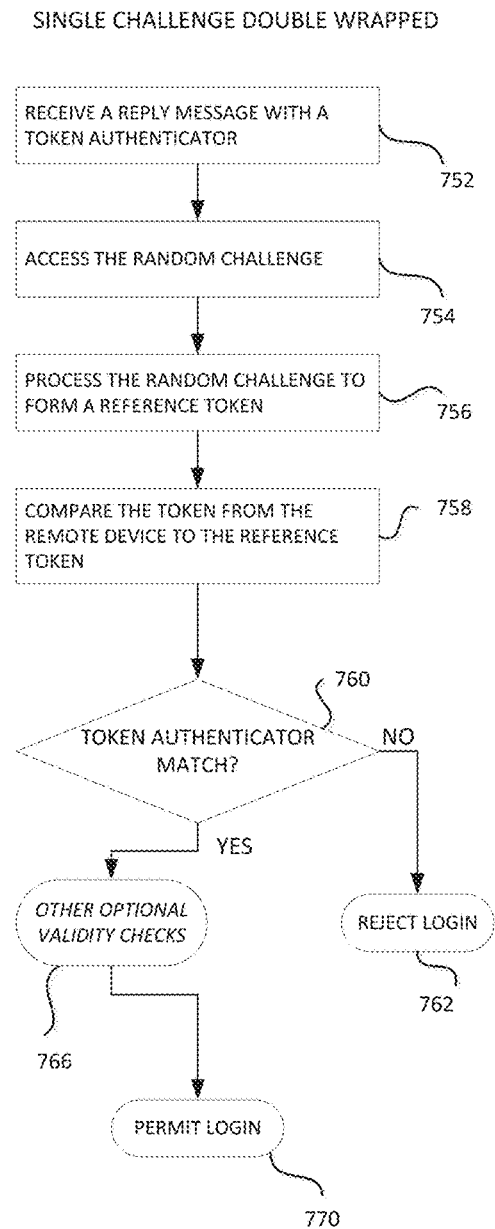 SINGLE CHALLENGE DOUBLE WRAPPED
RECEIVE A REPLY MESSAGE WITH A
TOKEN AUTHENTICATOR
752
ACCESS THE RANDOM CHALLENGE
754
PROCESS THE RANDOM CHALLENGE TO
FORM A REFERENCE TOKEN
756
COMPARE THE TOKEN FROM THE
REMOTE DEVICE TO THE REFERENCE
TOKEN
758
760
TOKEN AUTHENTICATOR
MATCH?
NO
YES
OTHER OPTIONAL
VALIDITY CHECKS
REJECT LOGIN
762
766
PERMIT LOGIN
770